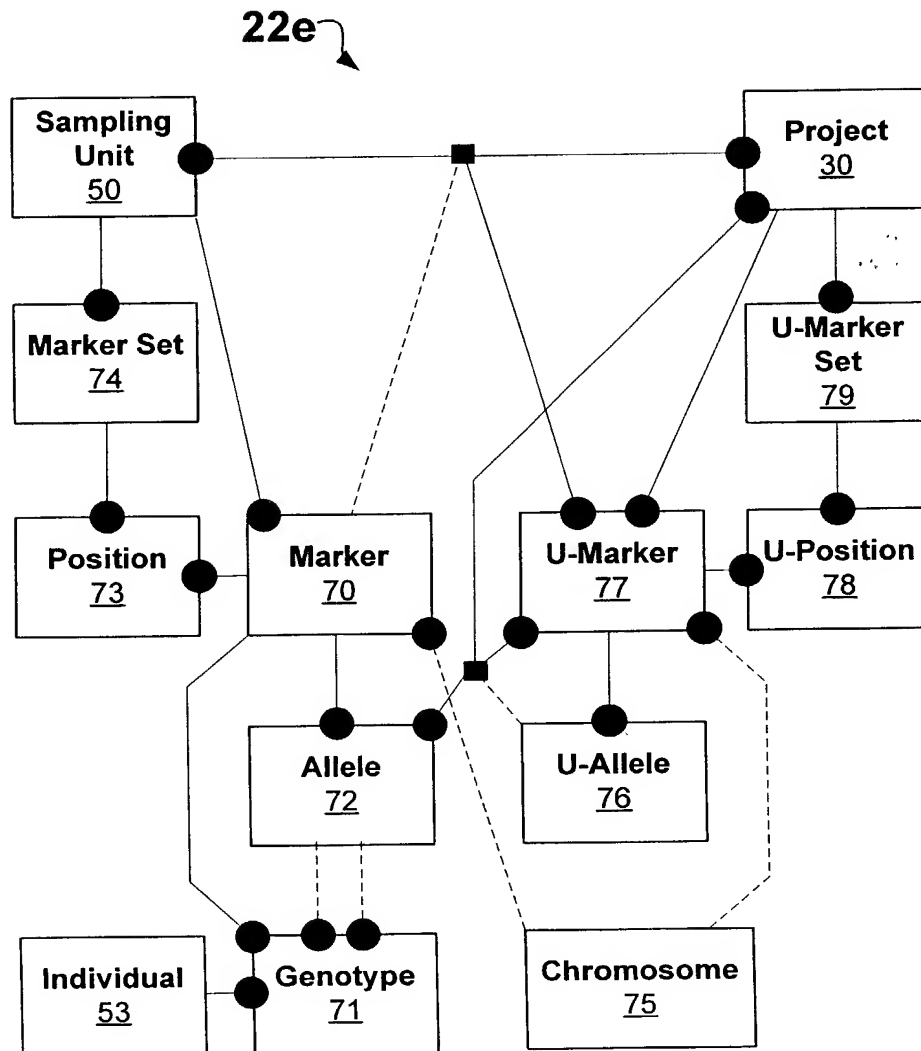 22e
Sampling
Unit
50
Project
30
Marker Set
74
U-Marker
Set
79
Position
73
Marker
70
U-Marker
77
U-Position
78
Allele
72
U-Allele
76
Individual
53
Genotype
71
Chromosome
75